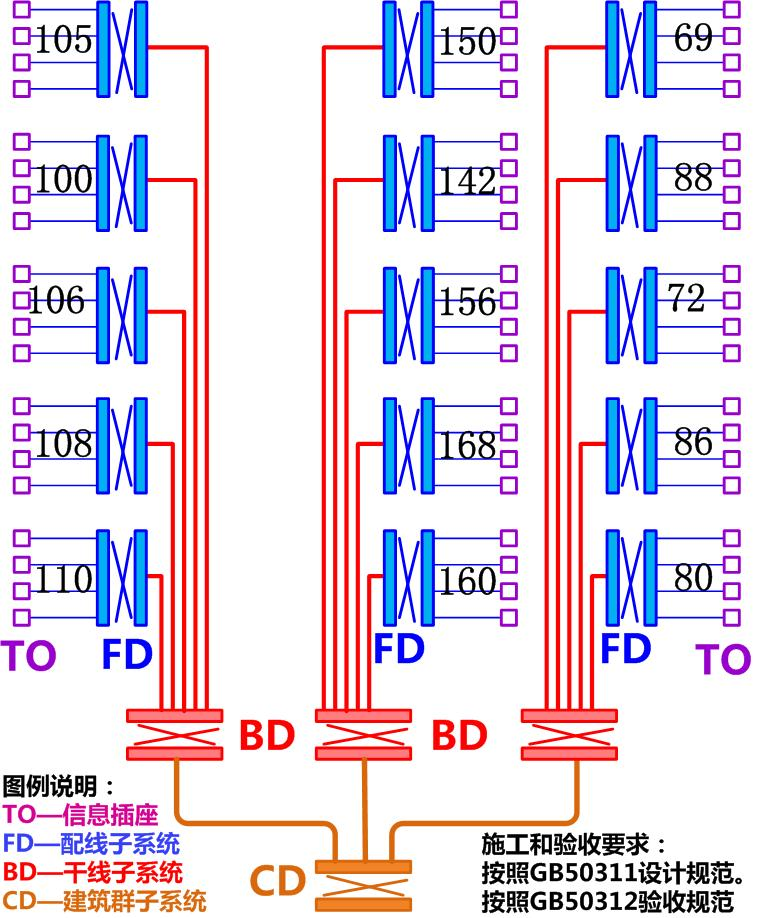 105 150 69
100 142 88
106 156 72
108 168 86
110 160 80
TO FD FD FD TO
BD BD
图例说明：
TO—信息插座
FD—配线子系统
BD—干线子系统
CD—建筑群子系统
CD
施工和验收要求：
按照GB50311设计规范。
按照GB50312验收规范